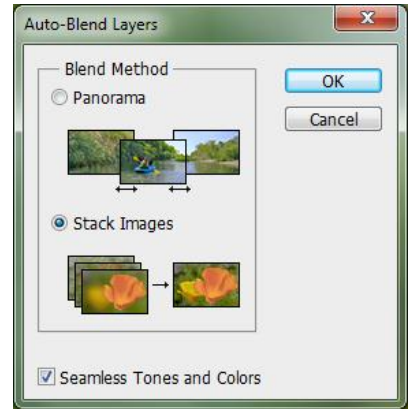 Auto-Blend Layers
Blend Method
Panorama
Stack Images
Seamless Tones and Colors
OK
Cancel